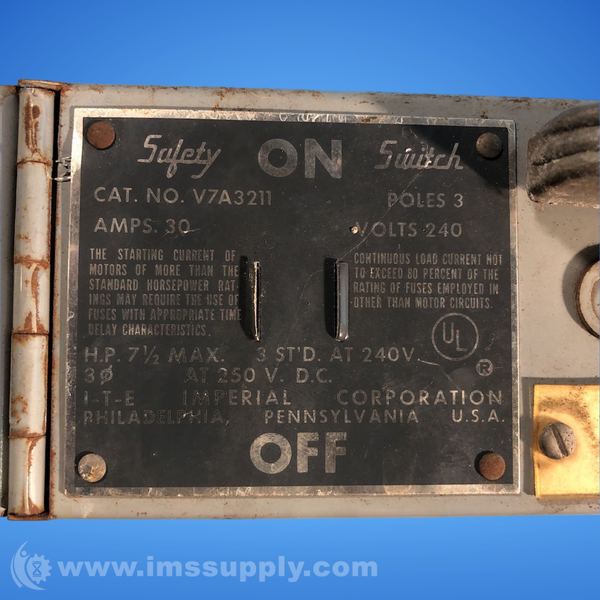 Safety ON Switch
CAT. NO. V7A3211 POLES 3
AMPS. 30 VOLTS 240
THE STARTING CURRENT OF
MOTORS OF MORE THAN THE
STANDARD HORSEPOWER RAT-
INGS MAY REQUIRE THE USE OF
FUSES WITH APPROPRIATE TIME
DELAY CHARACTERISTICS.
CONTINUOUS LOAD CURRENT NOT
TO EXCEED 80 PERCENT OF THE
RATING OF FUSES EMPLOYED IN
OTHER THAN MOTOR CIRCUITS.
UL
®
H.P. 7½ MAX. 3 ST'D. AT 240V.
3Ø AT 250 V. D.C.
I-T-E IMPERIAL CORPORATION
PHILADELPHIA, PENNSYLVANIA U.S.A.
OFF
www.imssupply.com